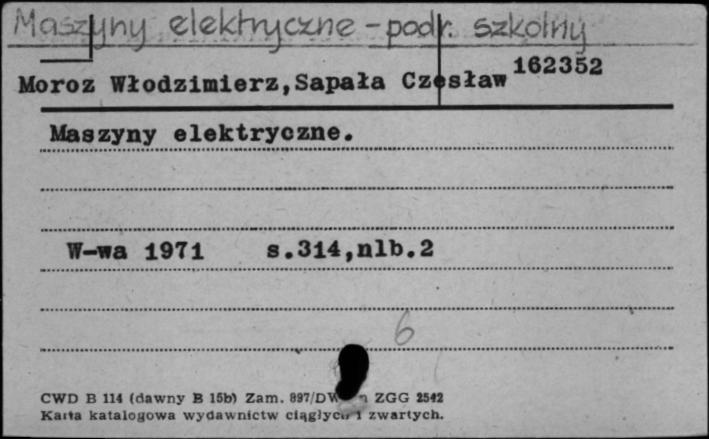 Maszyny elektryczne - podr. szkolny
162352
Moroz Włodzimierz,Sapała Czesław
Maszyny elektryczne.
W-wa 1971 s.314,nlb.2
6
CWD B 114 (dawny B 15b) Zam. 897/DW ZGG 2542
Karta katalogowa wydawnictw ciągłych i zwartych.